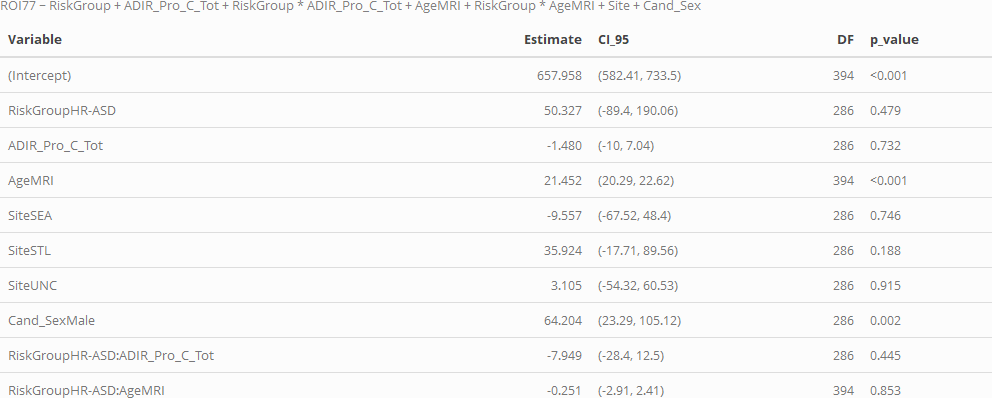 ROI77 ~ RiskGroup + ADIR_Pro_C_Tot + RiskGroup * ADIR_Pro_C_Tot + AgeMRI + RiskGroup * AgeMRI + Site + Cand_Sex
Variable Estimate CI_95 DF p_value
(Intercept) 657.958 (582.41, 733.5) 394 <0.001
RiskGroupHR-ASD 50.327 (-89.4, 190.06) 286 0.479
ADIR_Pro_C_Tot -1.480 (-10, 7.04) 286 0.732
AgeMRI 21.452 (20.29, 22.62) 394 <0.001
SiteSEA -9.557 (-67.52, 48.4) 286 0.746
SiteSTL 35.924 (-17.71, 89.56) 286 0.188
SiteUNC 3.105 (-54.32, 60.53) 286 0.915
Cand_SexMale 64.204 (23.29, 105.12) 286 0.002
RiskGroupHR-ASD:ADIR_Pro_C_Tot -7.949 (-28.4, 12.5) 286 0.445
RiskGroupHR-ASD:AgeMRI -0.251 (-2.91, 2.41) 394 0.853